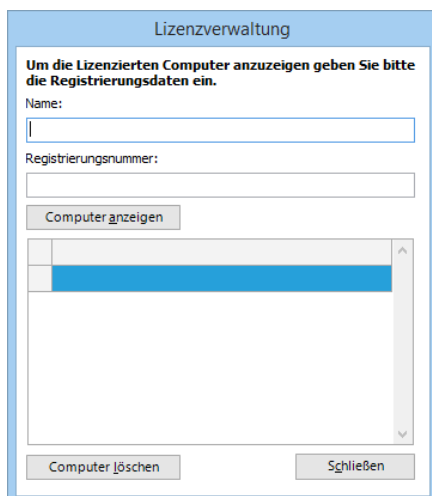 Lizenzverwaltung
Um die Lizenzierten Computer anzuzeigen geben Sie bitte
die Registrierungsdaten ein.
Name:
Registrierungsnummer:
Computer anzeigen
Computer löschen
Schließen